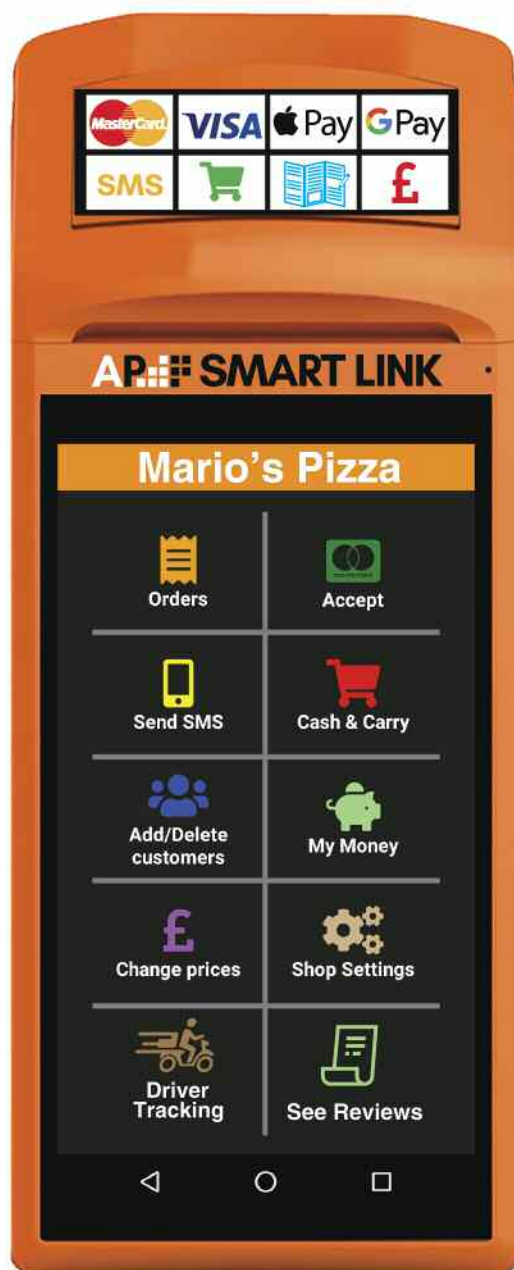 MasterCard. VISA Pay G Pay
SMS £
AP SMART LINK
Mario's Pizza
Orders Accept
Send SMS Cash & Carry
Add/Delete
customers
My Money
£
Change prices Shop Settings
Driver
Tracking
See Reviews